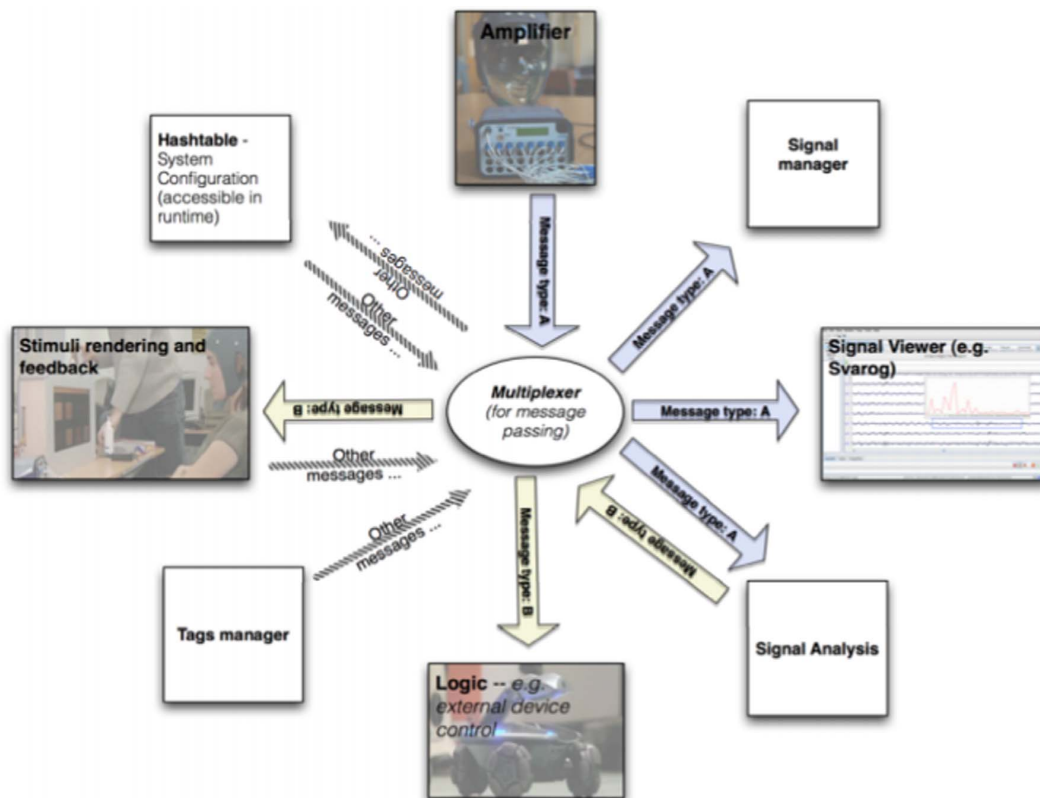 Amplifier
Hashtable -
System
Configuration
(accessible in
runtime)
Signal
manager
Message type: A
Other
messages ...
Other
messages ...
Message type: A
Stimuli rendering and
feedback
Message type: B
Multiplexer
(for message
passing)
Message type: A
Signal Viewer (e.g.
Svarog)
Other
messages ...
Other
messages ...
Message type: B
Message type: A
Message type: B
Tags manager
Signal Analysis
Logic -- e.g.
external device
control